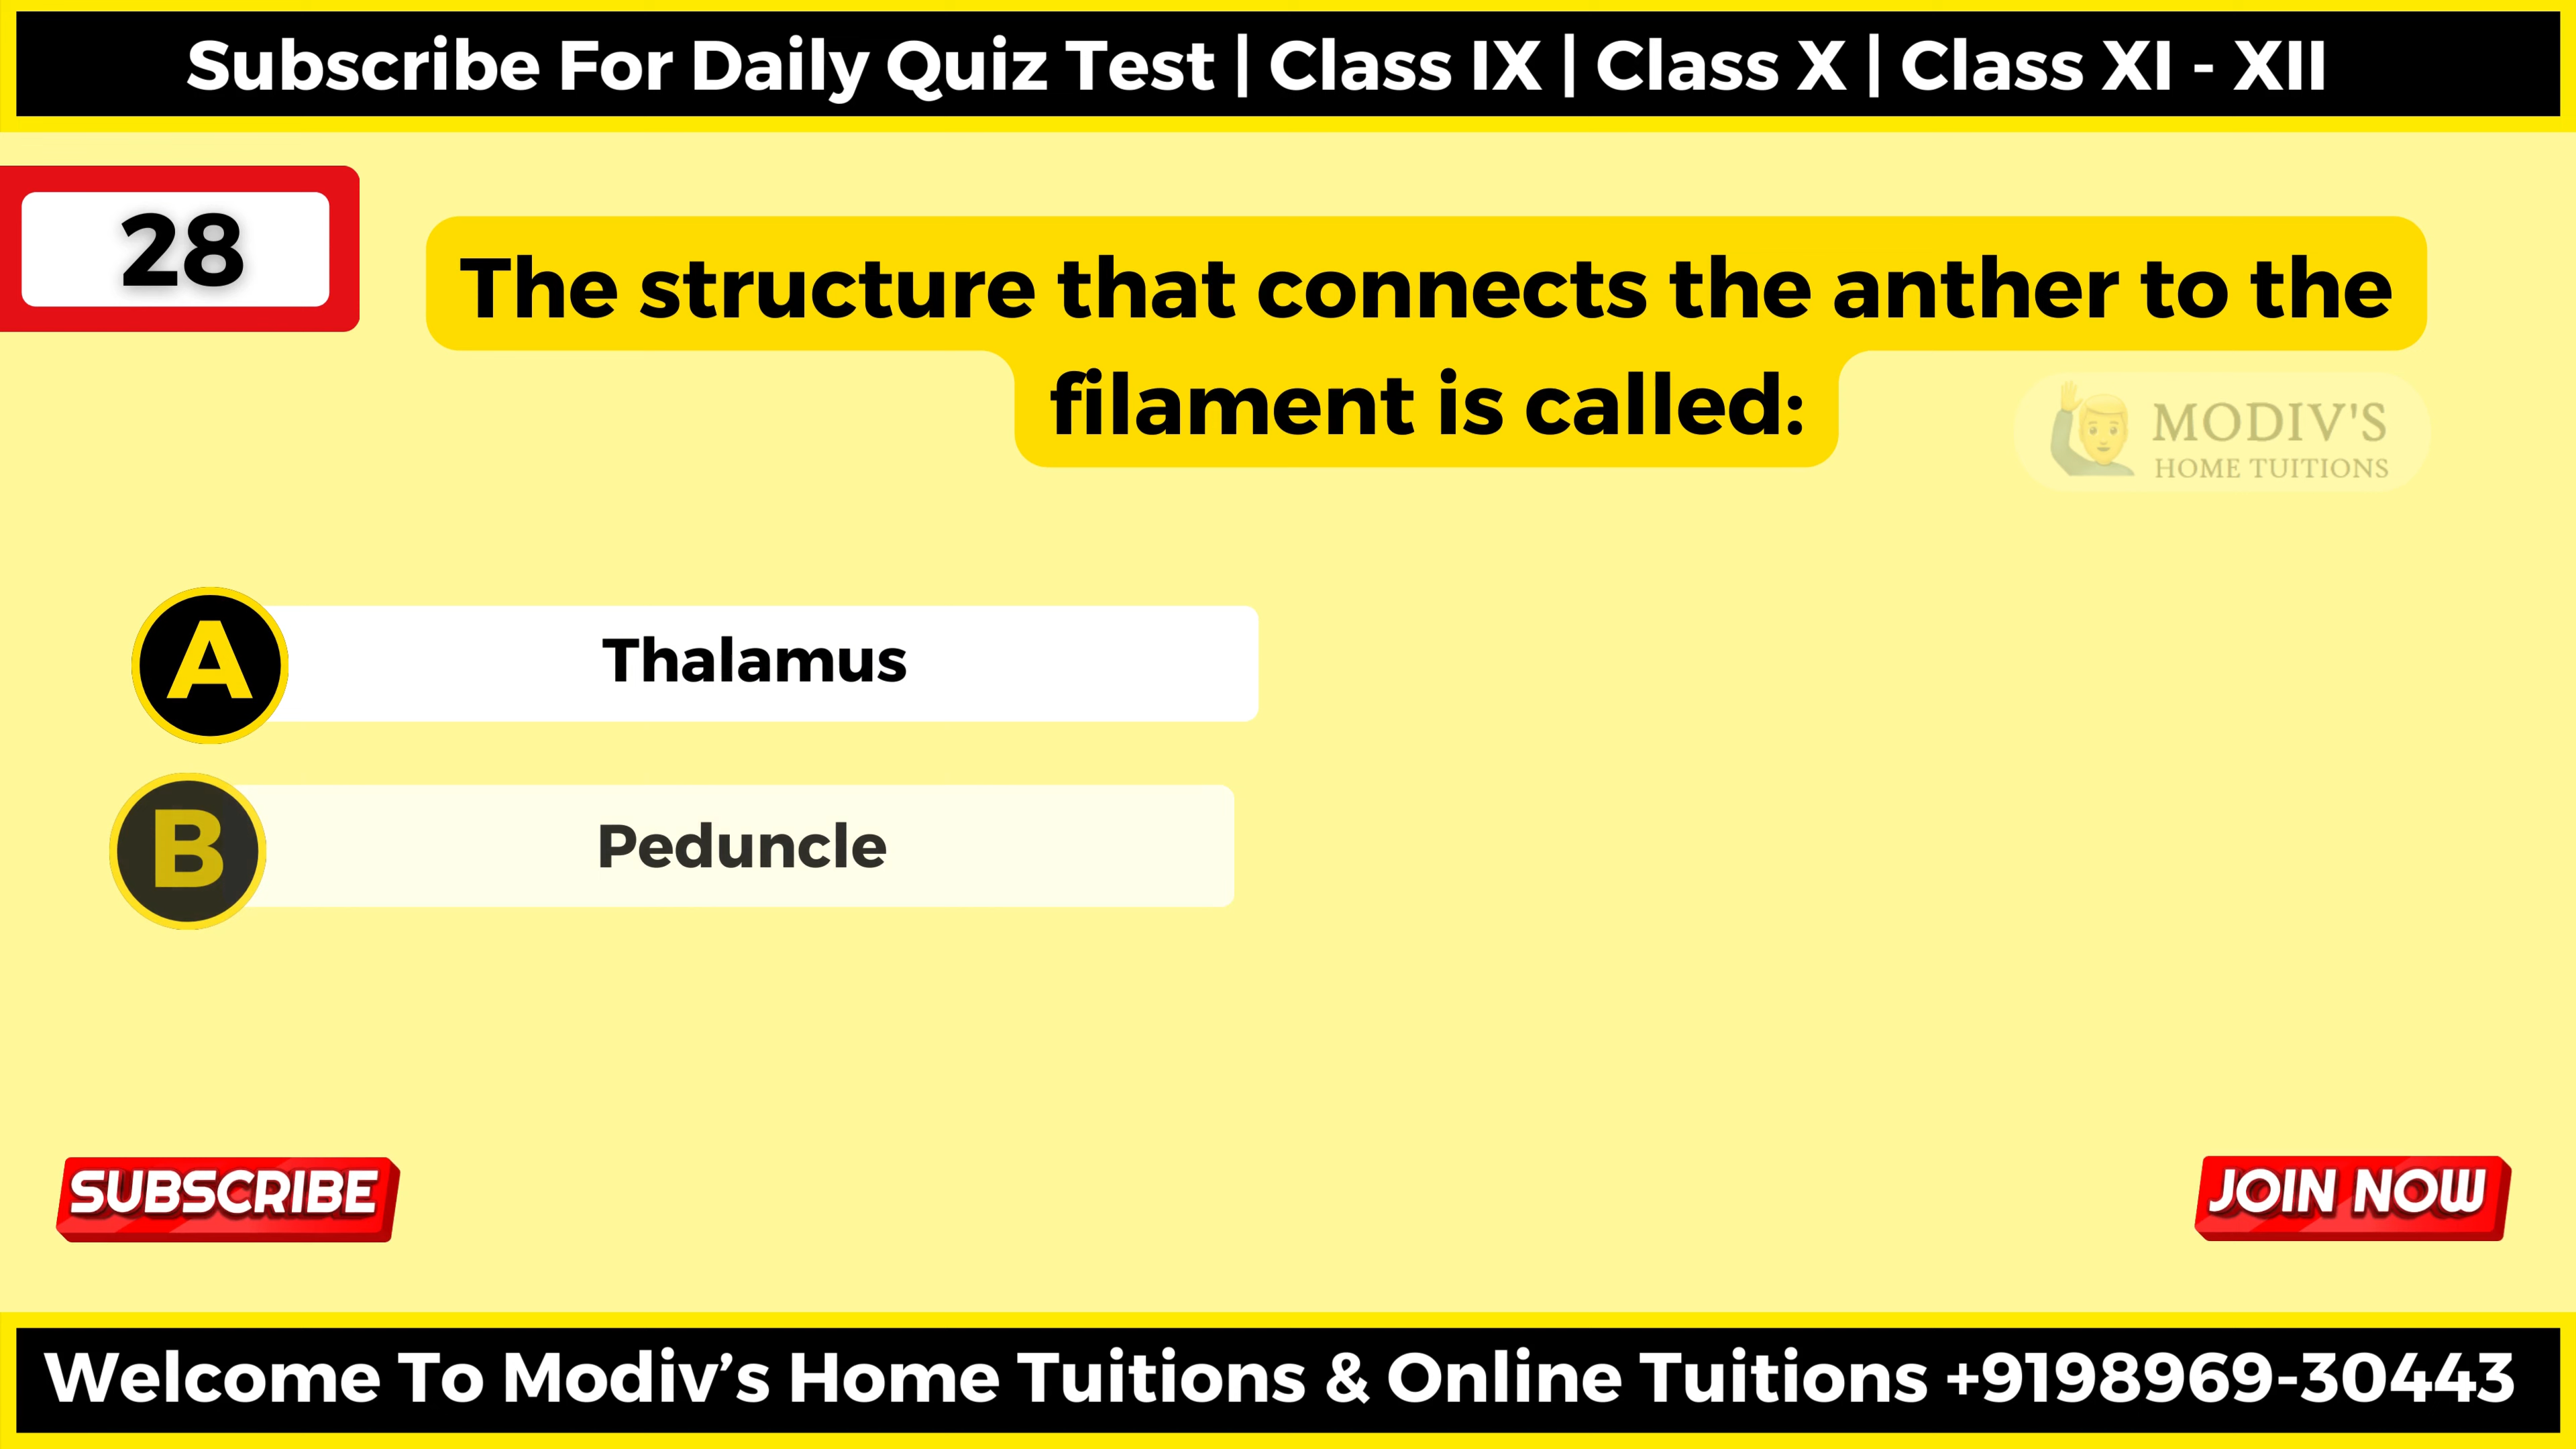 Subscribe For Daily Quiz Test | Class IX | Class X | Class XI - XII
28
The structure that connects the anther to the
filament is called:
MODIV'S
HOME TUITIONS
A
Thalamus
B
Peduncle
SUBSCRIBE
JOIN NOW
Welcome To Modiv’s Home Tuitions & Online Tuitions +9198969-30443